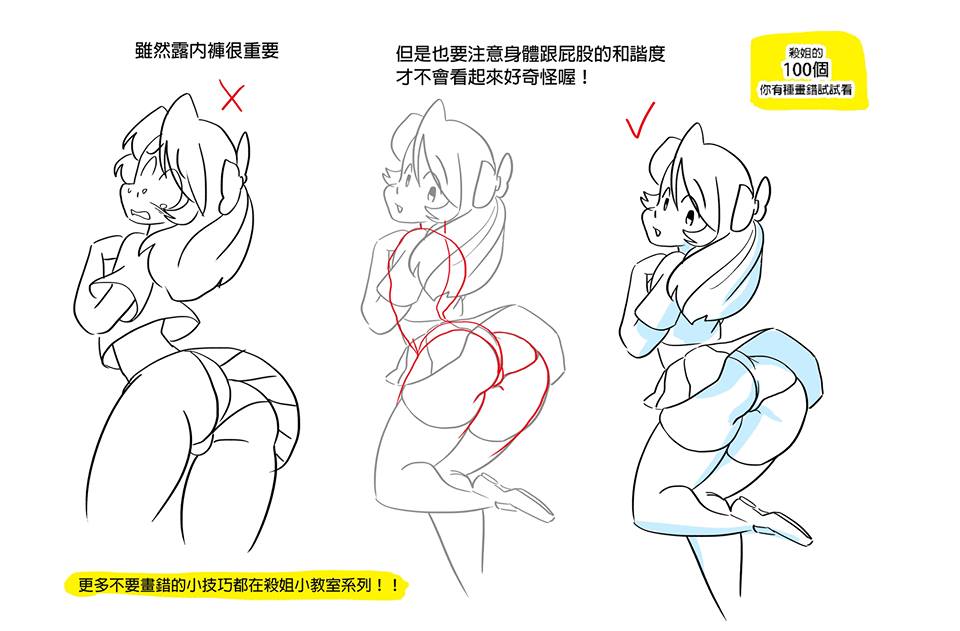 雖然露內褲很重要
但是也要注意身體跟屁股的和諧度
才不會看起來好奇怪喔！
殺姐的
100個
你有種畫錯試試看
更多不要畫錯的小技巧都在殺姐小教室系列！！